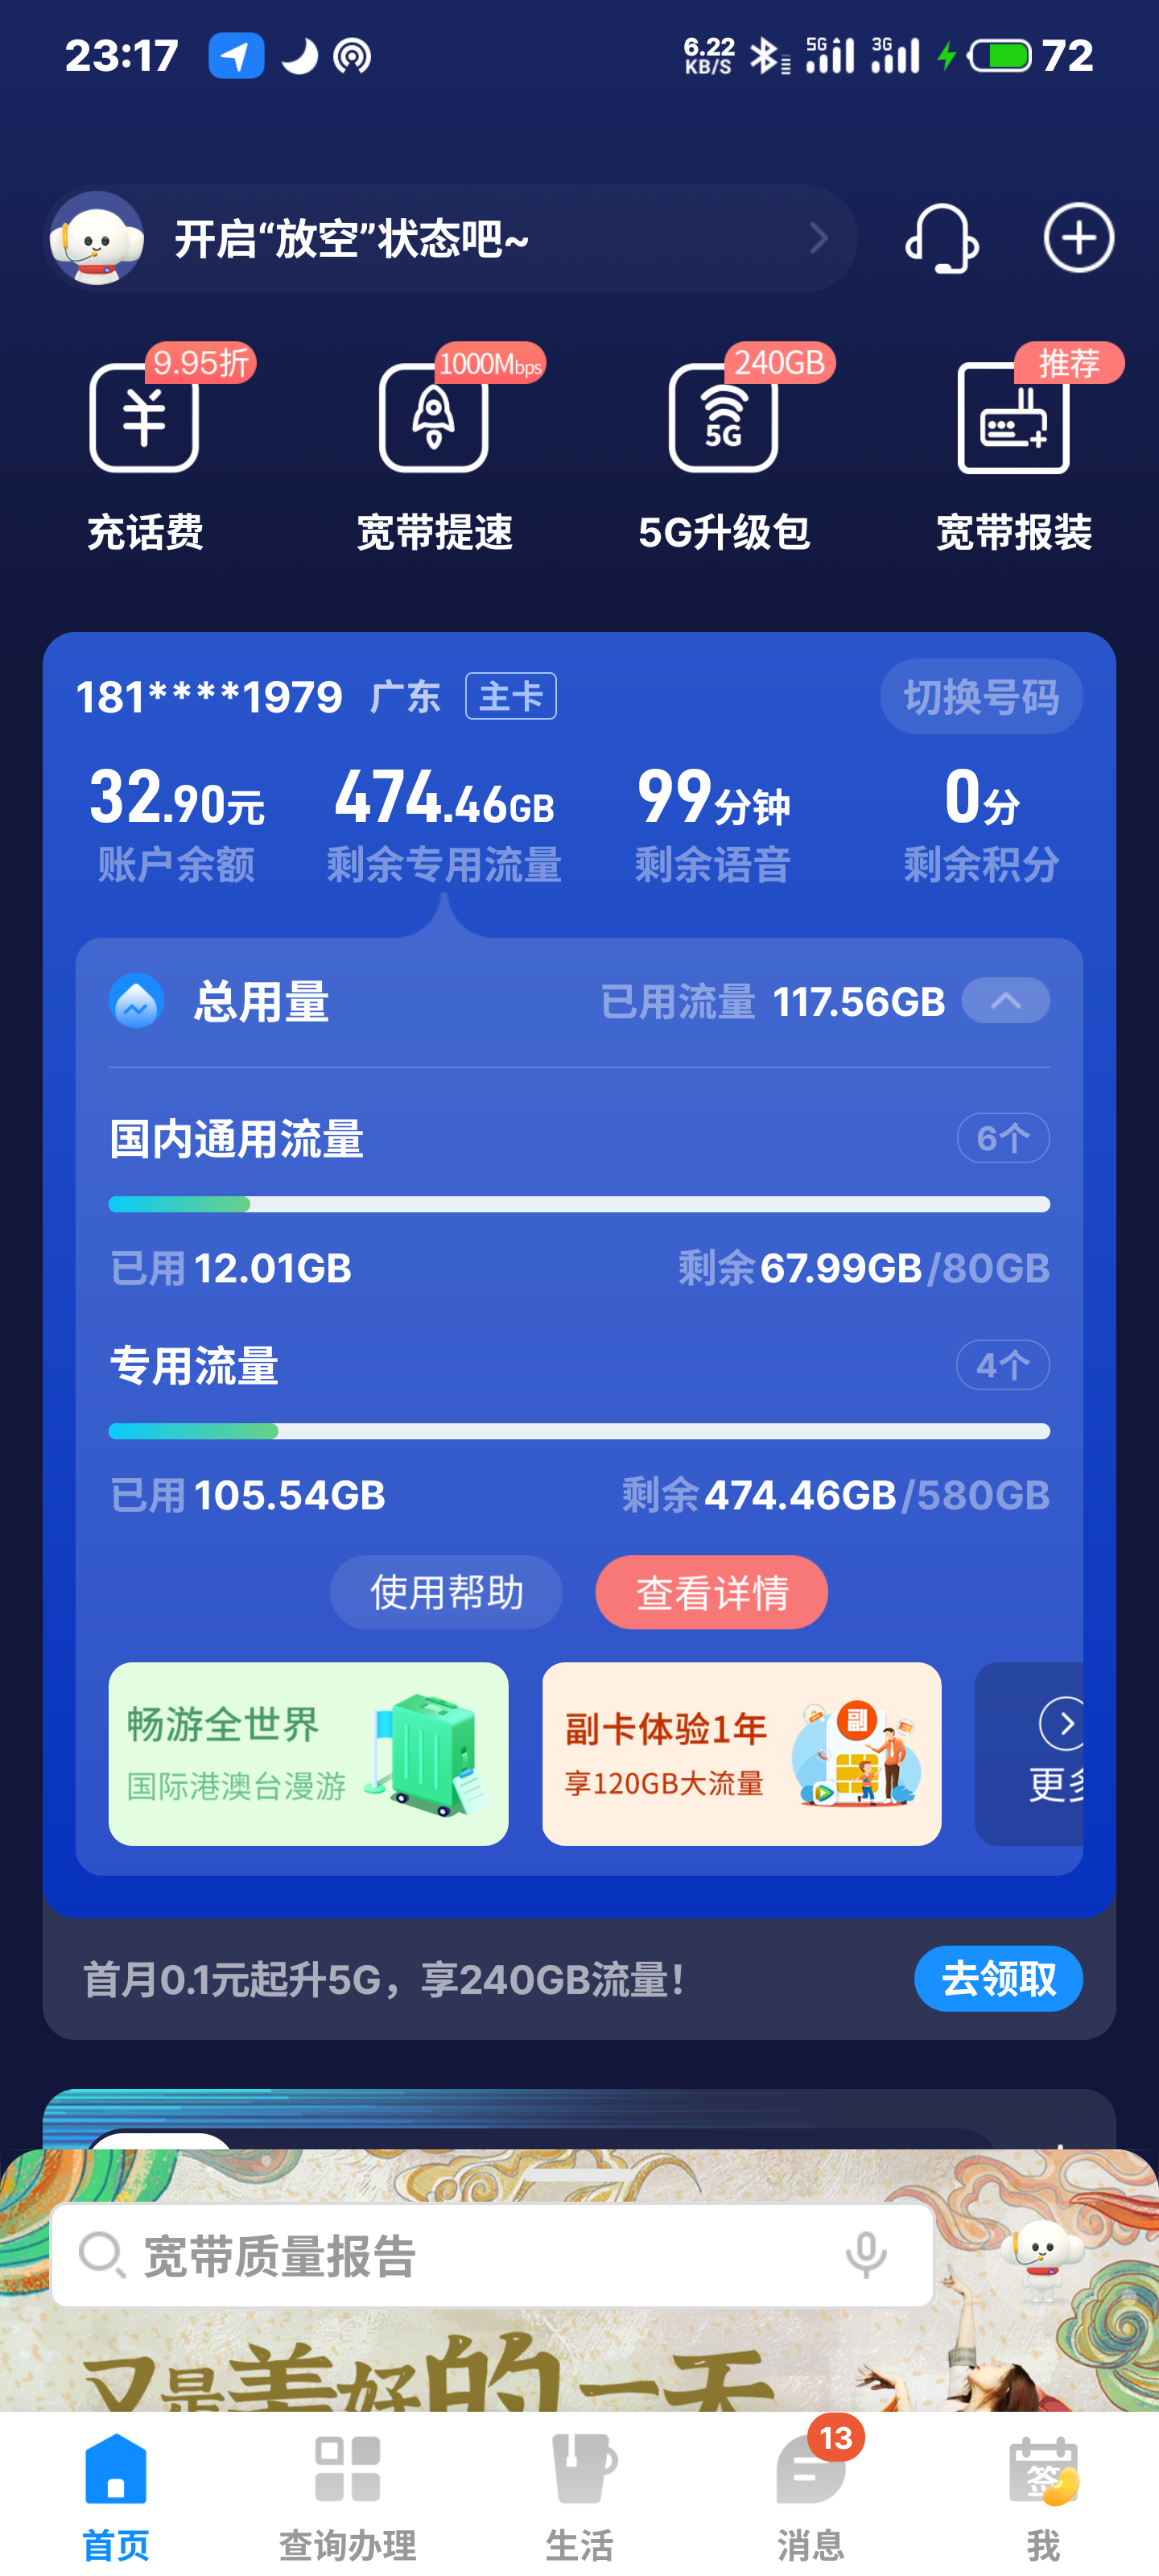 23:17
6.22
KB/S
5G
3G
72
开启“放空”状态吧~
9.95折
1000Mbps
240GB
推荐
5G
充话费
宽带提速
5G升级包
宽带报装
181****1979 广东 主卡 切换号码
32.90元 474.46GB 99分钟 0分
账户余额 剩余专用流量 剩余语音 剩余积分
总用量 已用流量 117.56GB
国内通用流量 6个
已用 12.01GB 剩余 67.99GB/80GB
专用流量 4个
已用 105.54GB 剩余 474.46GB/580GB
使用帮助 查看详情
畅游全世界
国际港澳台漫游
副卡体验1年
享120GB大流量
副
更多
首月0.1元起升5G，享240GB流量！ 去领取
宽带质量报告
又是美好的一天
13
签
首页 查询办理 生活 消息 我